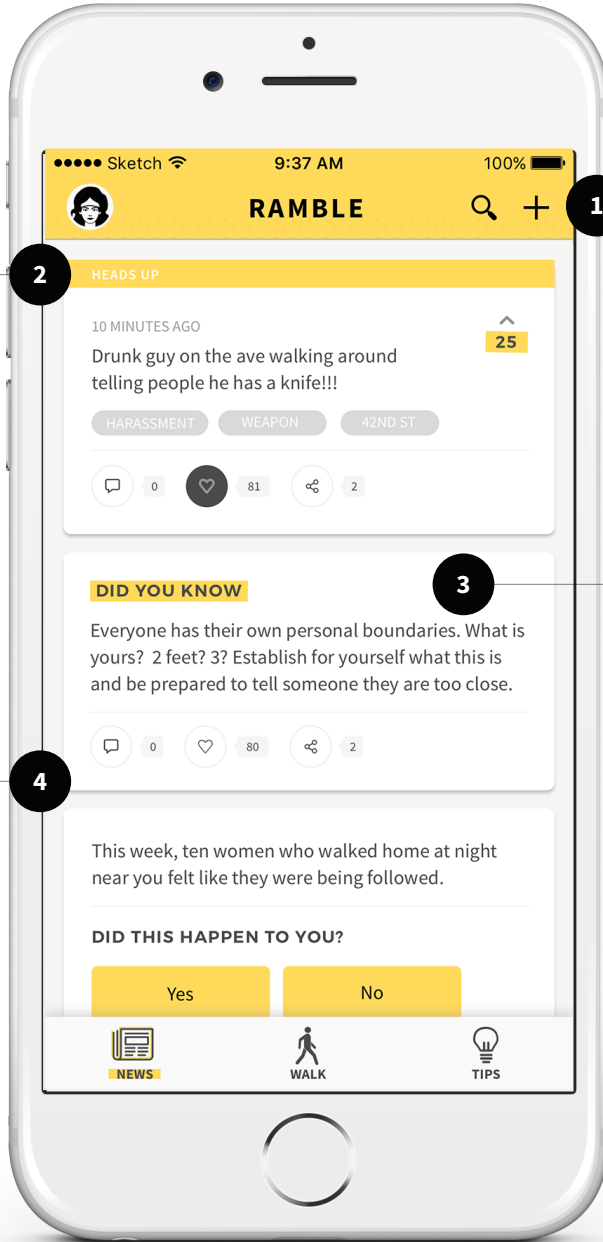 Sketch 9:37 AM 100%
RAMBLE
1
2
HEADS UP
10 MINUTES AGO
25
Drunk guy on the ave walking around
telling people he has a knife!!!
HARASSMENT WEAPON 42ND ST
0 81 2
3
DID YOU KNOW
Everyone has their own personal boundaries. What is
yours?  2 feet? 3? Establish for yourself what this is
and be prepared to tell someone they are too close.
0 80 2
4
This week, ten women who walked home at night
near you felt like they were being followed.
DID THIS HAPPEN TO YOU?
Yes No
NEWS WALK TIPS